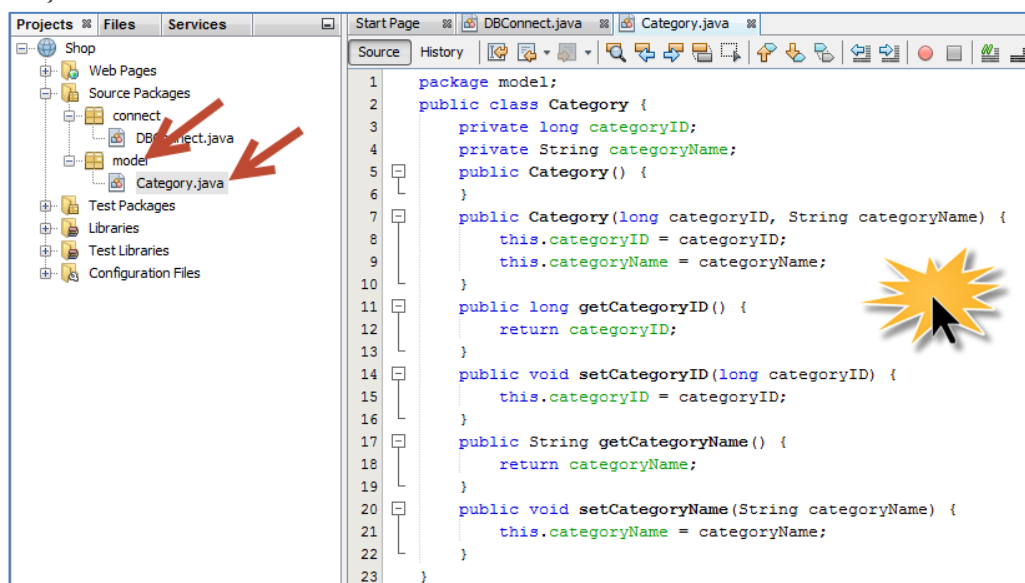 Projects Files Services
Shop
Web Pages
Source Packages
connect
DBConnect.java
model
Category.java
Test Packages
Libraries
Test Libraries
Configuration Files
Start Page DBConnect.java Category.java
Source History
1 package model;
2 public class Category {
3 private long categoryID;
4 private String categoryName;
5 public Category() {
6 }
7 public Category(long categoryID, String categoryName) {
8 this.categoryID = categoryID;
9 this.categoryName = categoryName;
10 }
11 public long getCategoryID() {
12 return categoryID;
13 }
14 public void setCategoryID(long categoryID) {
15 this.categoryID = categoryID;
16 }
17 public String getCategoryName() {
18 return categoryName;
19 }
20 public void setCategoryName(String categoryName) {
21 this.categoryName = categoryName;
22 }
23 }